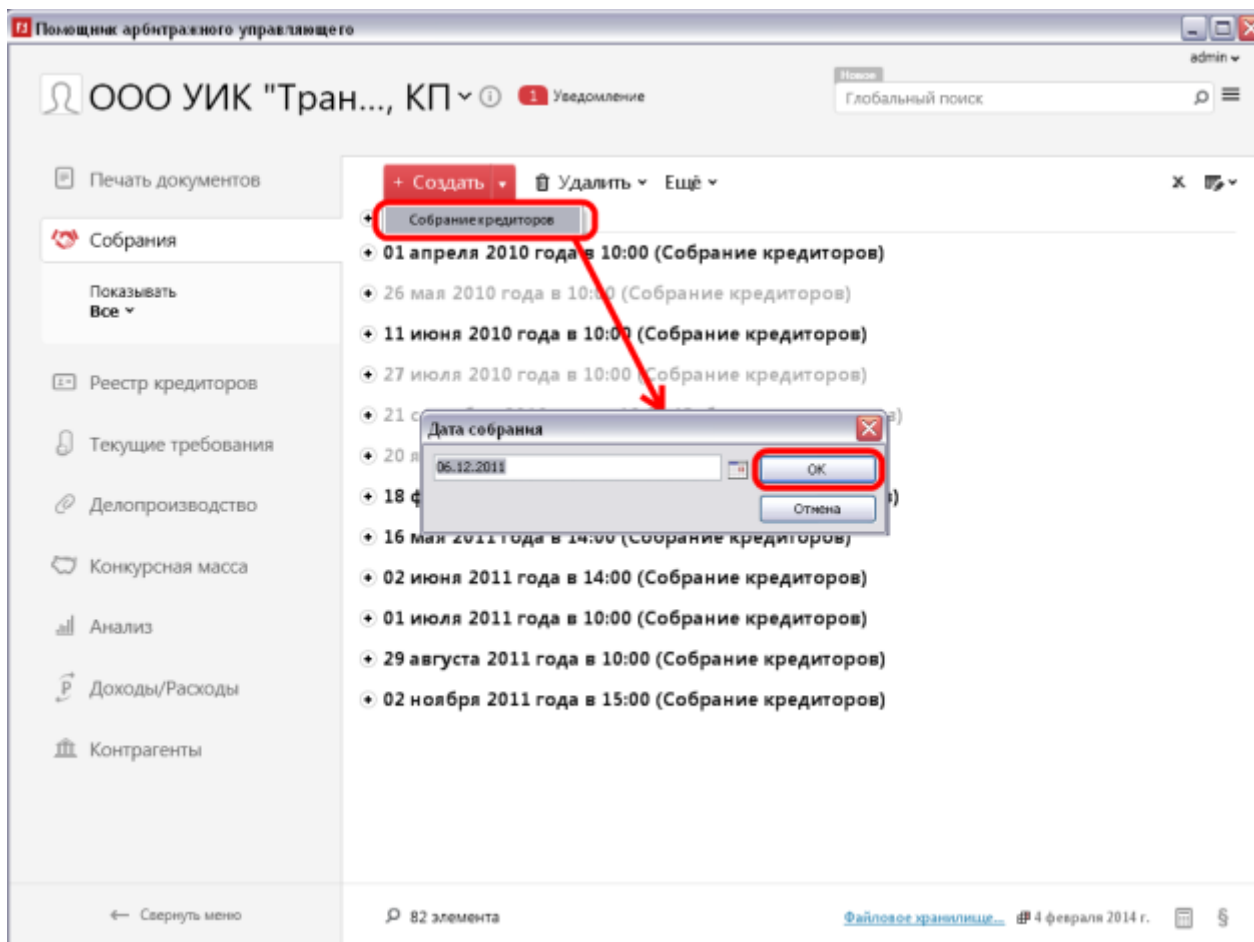 Помощник арбитражного управляющего
admin
ООО УИК "Тран..., КП
1 Уведомление
Новое
Глобальный поиск
Печать документов
+ Создать
Удалить
Ещё
Собрание кредиторов
Собрания
Показывать
Все
01 апреля 2010 года в 10:00 (Собрание кредиторов)
26 мая 2010 года в 10:00 (Собрание кредиторов)
11 июня 2010 года в 10:00 (Собрание кредиторов)
Реестр кредиторов
27 июля 2010 года в 10:00 (Собрание кредиторов)
21
Текущие требования
20
18
Дата собрания
06.12.2011
OK
Отмена
Делопроизводство
16 мая 2011 года в 14:00 (Собрание кредиторов)
Конкурсная масса
02 июня 2011 года в 14:00 (Собрание кредиторов)
01 июля 2011 года в 10:00 (Собрание кредиторов)
Анализ
29 августа 2011 года в 10:00 (Собрание кредиторов)
Доходы/Расходы
02 ноября 2011 года в 15:00 (Собрание кредиторов)
Контрагенты
← Свернуть меню
82 элемента
Файловое хранилище...
4 февраля 2014 г.
§